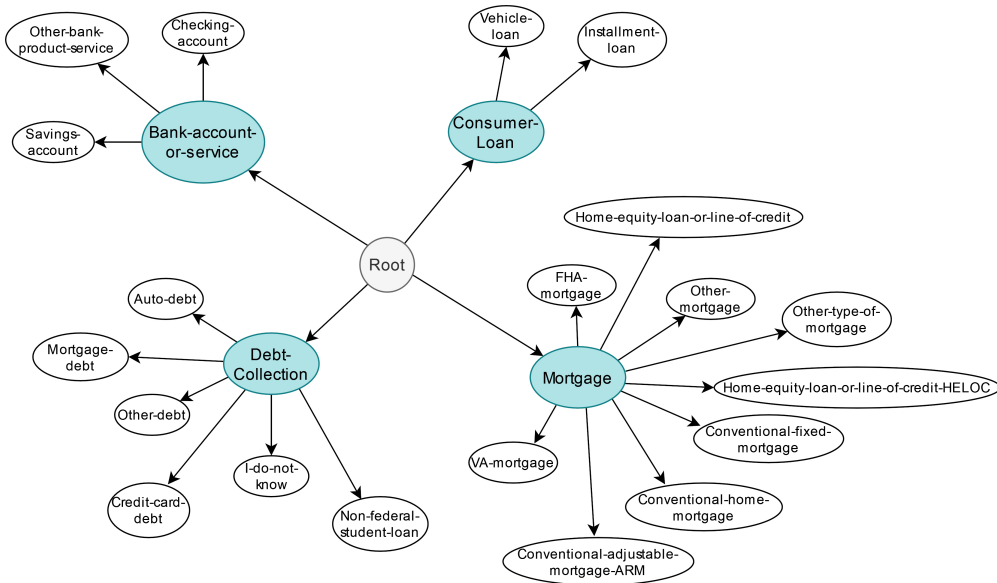 Other-bank-
product-service
Checking-
account
Vehicle-
loan
Installment-
loan
Savings-
account
Bank-account-
or-service
Consumer-
Loan
Home-equity-loan-or-line-of-credit
Root
FHA-
mortgage
Auto-debt
Other-
mortgage
Other-type-of-
mortgage
Mortgage-
debt
Debt-
Collection
Mortgage
Home-equity-loan-or-line-of-credit-HELOC
Other-debt
Conventional-fixed-
mortgage
VA-mortgage
I-do-not-
know
Credit-card-
debt
Non-federal-
student-loan
Conventional-home-
mortgage
Conventional-adjustable-
mortgage-ARM